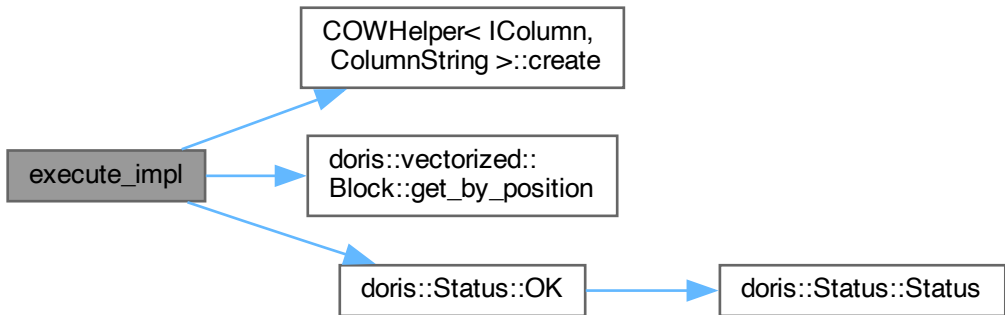 execute_impl
COWHelper< IColumn,
ColumnString >::create
doris::vectorized::
Block::get_by_position
doris::Status::OK
doris::Status::Status